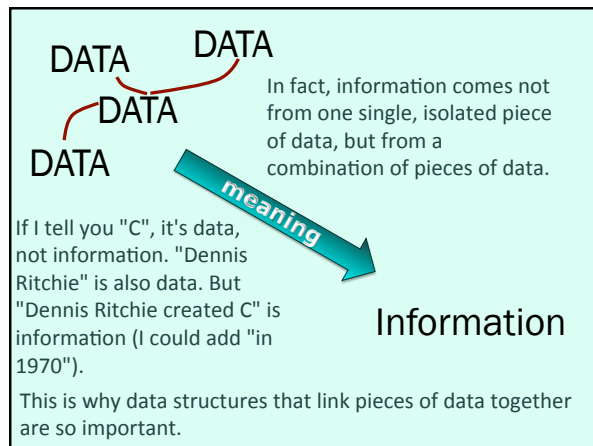 DATA
DATA
DATA
DATA
In fact, information comes not
from one single, isolated piece
of data, but from a
combination of pieces of data.
meaning
If I tell you "C", it's data,
not information. "Dennis
Ritchie" is also data. But
"Dennis Ritchie created C" is
information (I could add "in
1970").
Information
This is why data structures that link pieces of data together
are so important.